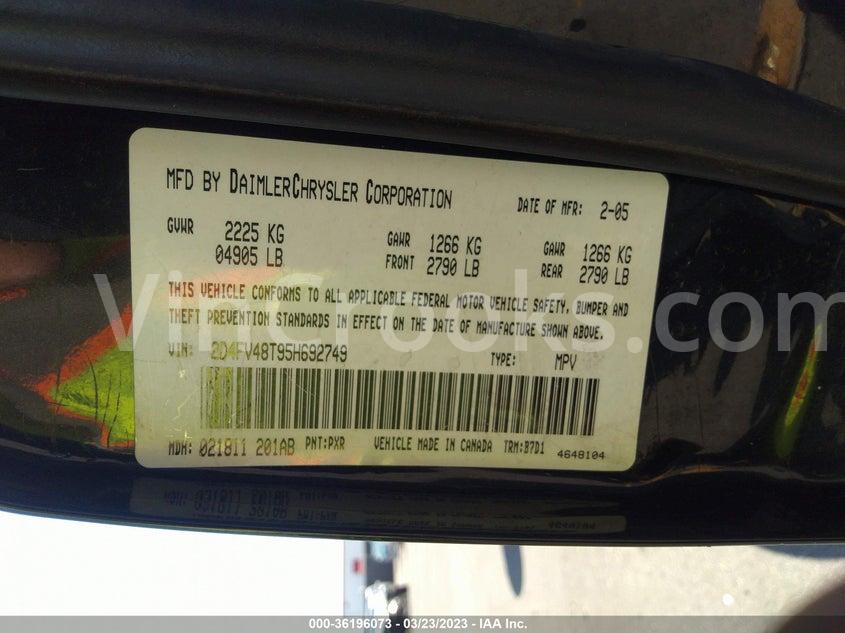 MFD BY DAIMLERCHRYSLER CORPORATION DATE OF MFR: 2-05
GVWR 2225 KG 04905 LB GAWR FRONT 1266 KG 2790 LB GAWR REAR 1266 KG 2790 LB
THIS VEHICLE CONFORMS TO ALL APPLICABLE FEDERAL MOTOR VEHICLE SAFETY, BUMPER AND
THEFT PREVENTION STANDARDS IN EFFECT ON THE DATE OF MANUFACTURE SHOWN ABOVE.
VIN: 2D4FV48T95H692749 TYPE: MPV
MDH: 021811 201AB PNT:PXR VEHICLE MADE IN CANADA TRM:B7D1 4648104
000-36196073 - 03/23/2023 - IAA Inc.